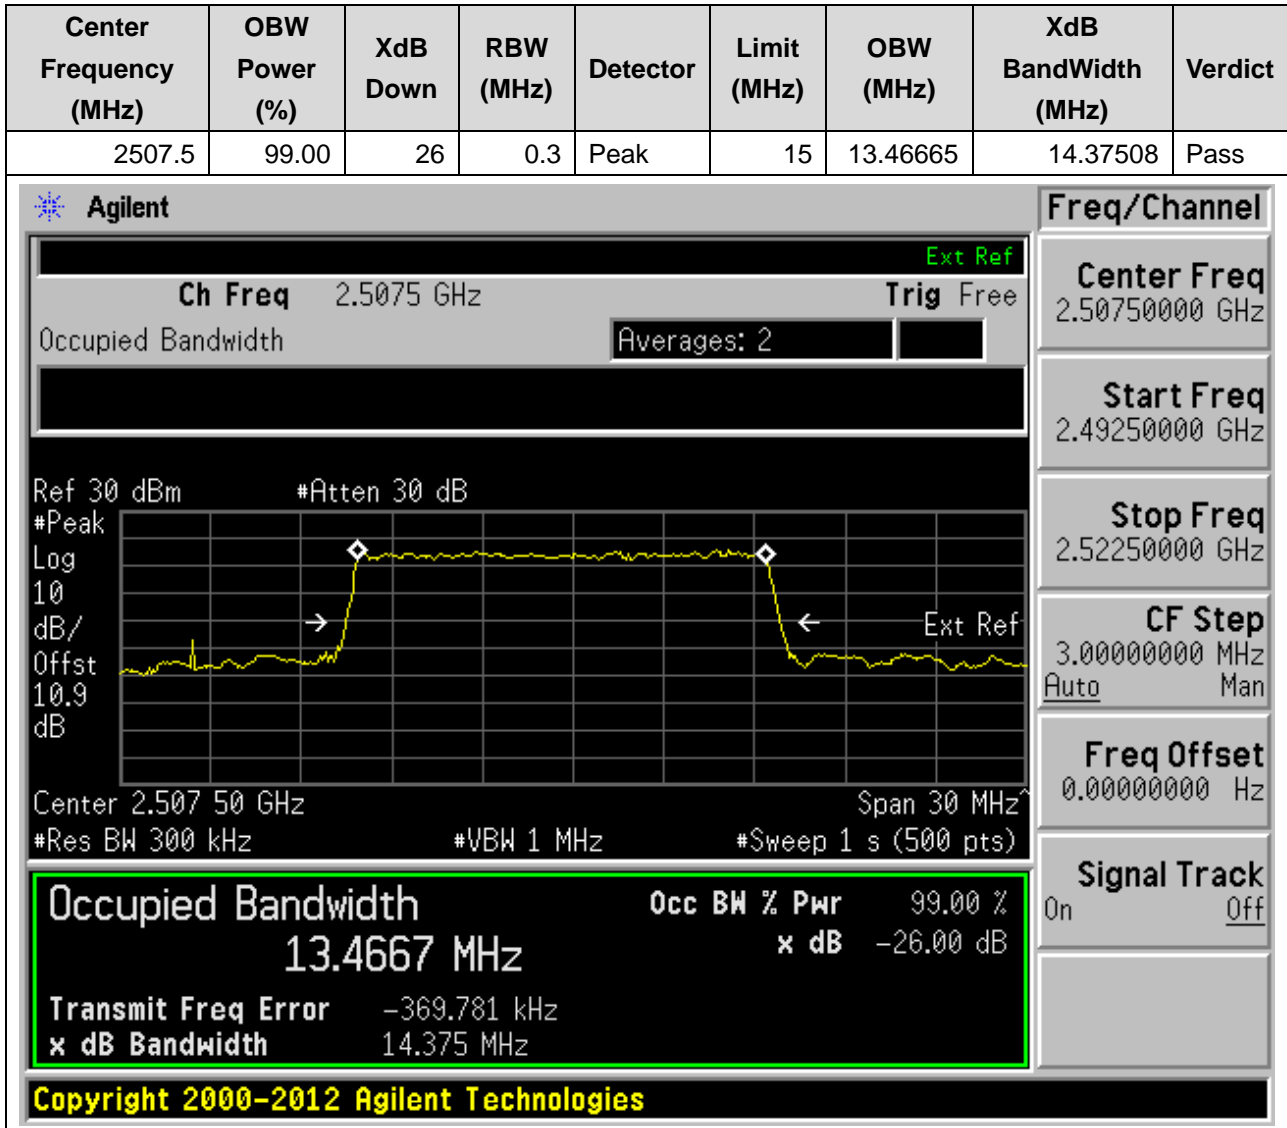 Center Frequency (MHz) OBW Power (%) XdB Down RBW (MHz) Detector Limit (MHz) OBW (MHz) XdB BandWidth (MHz) Verdict
2507.5 99.00 26 0.3 Peak 15 13.46665 14.37508 Pass
Agilent
Freq/Channel
Ext Ref
Ch Freq 2.5075 GHz Trig Free
Occupied Bandwidth Averages: 2
Center Freq
2.50750000 GHz
Start Freq
2.49250000 GHz
Stop Freq
2.52250000 GHz
CF Step
3.00000000 MHz
Auto Man
Freq Offset
0.00000000 Hz
Signal Track
On Off
Ref 30 dBm #Atten 30 dB
#Peak
Log
10
dB/
Offst
10.9
dB
Ext Ref
Center 2.507 50 GHz Span 30 MHz^
#Res BW 300 kHz #VBW 1 MHz #Sweep 1 s (500 pts)
Occupied Bandwidth Occ BW % Pwr 99.00 %
13.4667 MHz x dB -26.00 dB
Transmit Freq Error -369.781 kHz
x dB Bandwidth 14.375 MHz
Copyright 2000-2012 Agilent Technologies